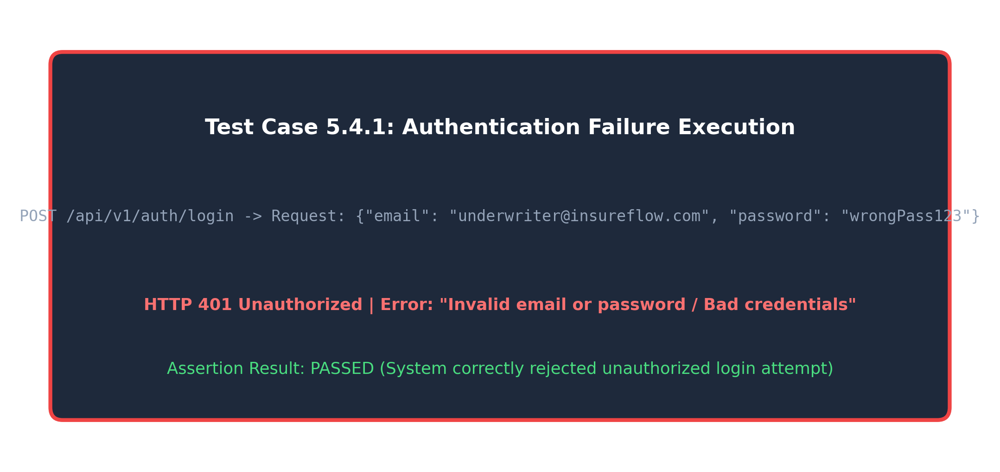 Test Case 5.4.1: Authentication Failure Execution
POST /api/v1/auth/login -> Request: {"email": "underwriter@insureflow.com", "password": "wrongPass123"}
HTTP 401 Unauthorized | Error: "Invalid email or password / Bad credentials"
Assertion Result: PASSED (System correctly rejected unauthorized login attempt)